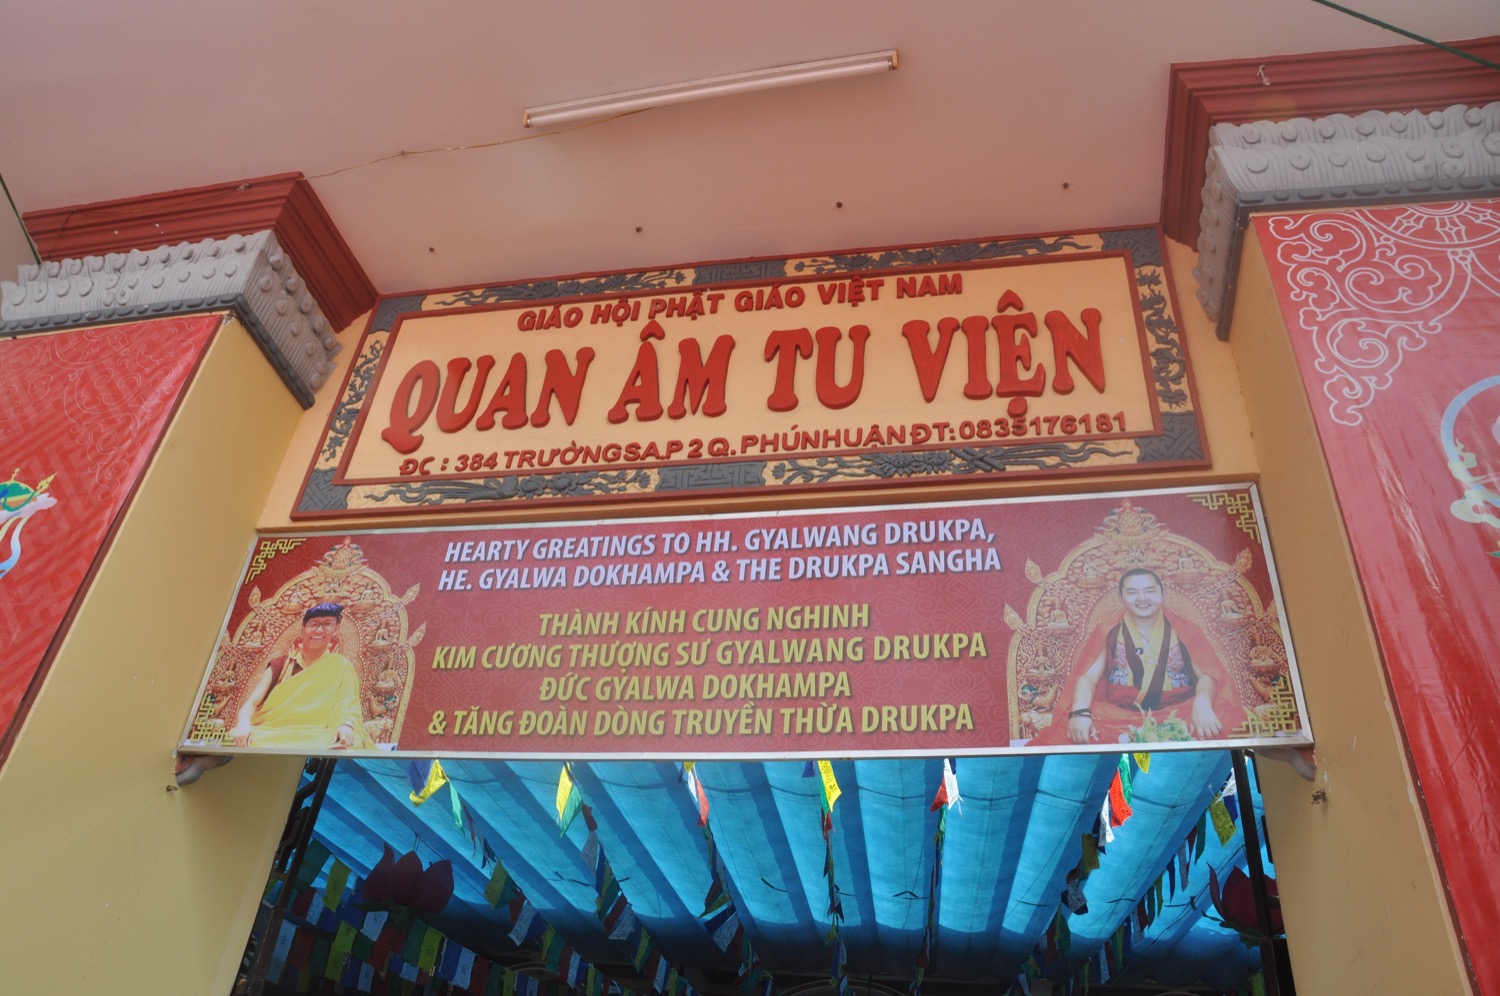 GIÁO HỘI PHẬT GIÁO VIỆT NAM
QUAN ÂM TU VIỆN
ĐC : 384 TRƯỜNGSA.P 2 Q. PHÚNHUẬN ĐT: 0835176181
HEARTY GREATINGS TO HH. GYALWANG DRUKPA,
HE. GYALWA DOKHAMPA & THE DRUKPA SANGHA
THÀNH KÍNH CUNG NGHINH
KIM CƯƠNG THƯỢNG SƯ GYALWANG DRUKPA
ĐỨC GYALWA DOKHAMPA
& TĂNG ĐOÀN DÒNG TRUYỀN THỪA DRUKPA